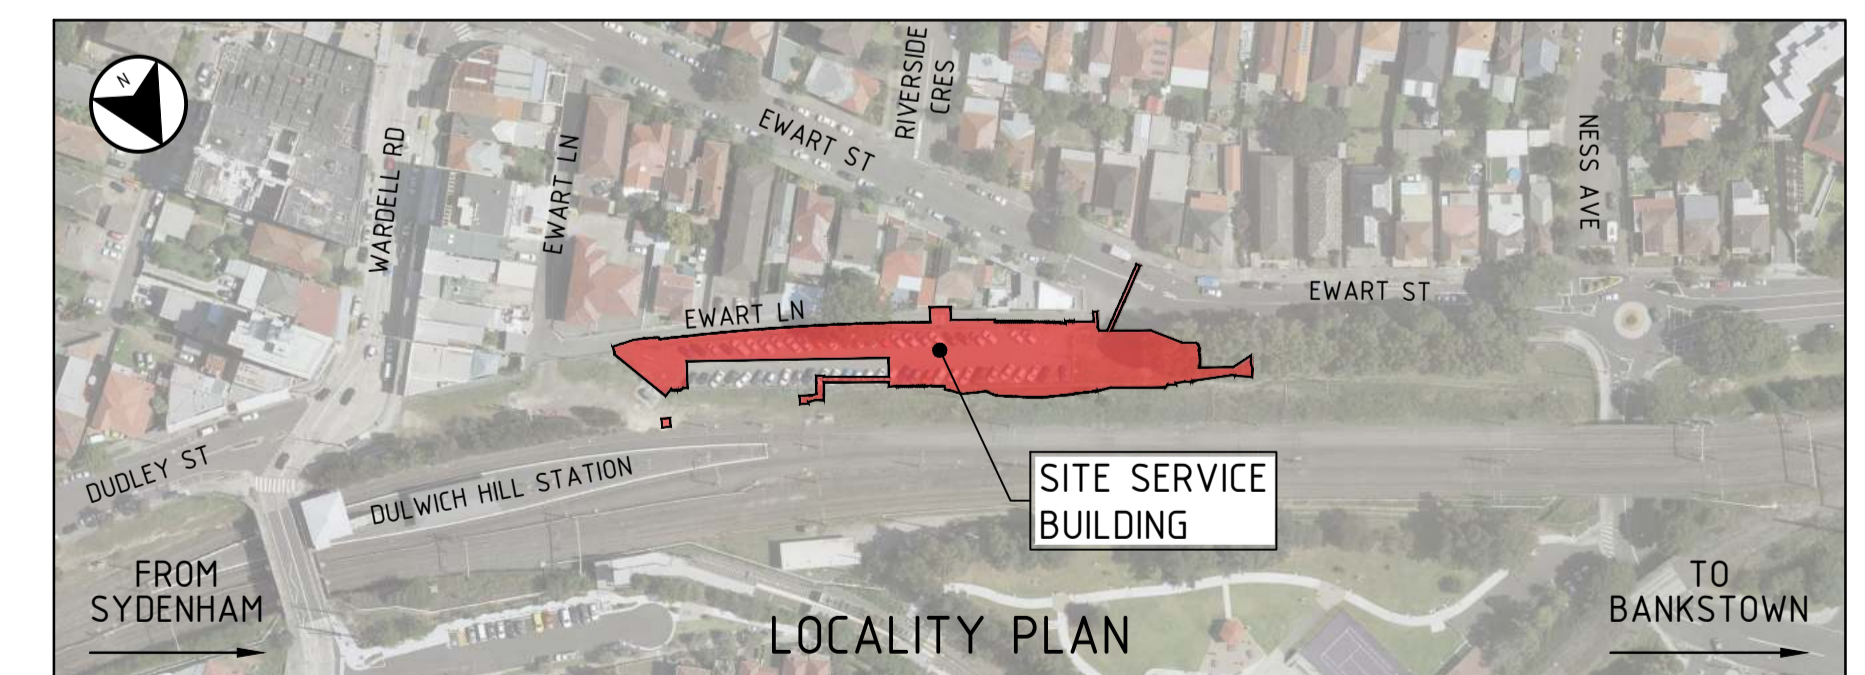 N
RIVERSIDE
CRES
EWART ST
WARDELL RD
EWART LN
NESS AVE
EWART ST
EWART LN
SITE SERVICE
BUILDING
DUDLEY ST
DULWICH HILL STATION
FROM
SYDENHAM
TO
BANKSTOWN
LOCALITY PLAN